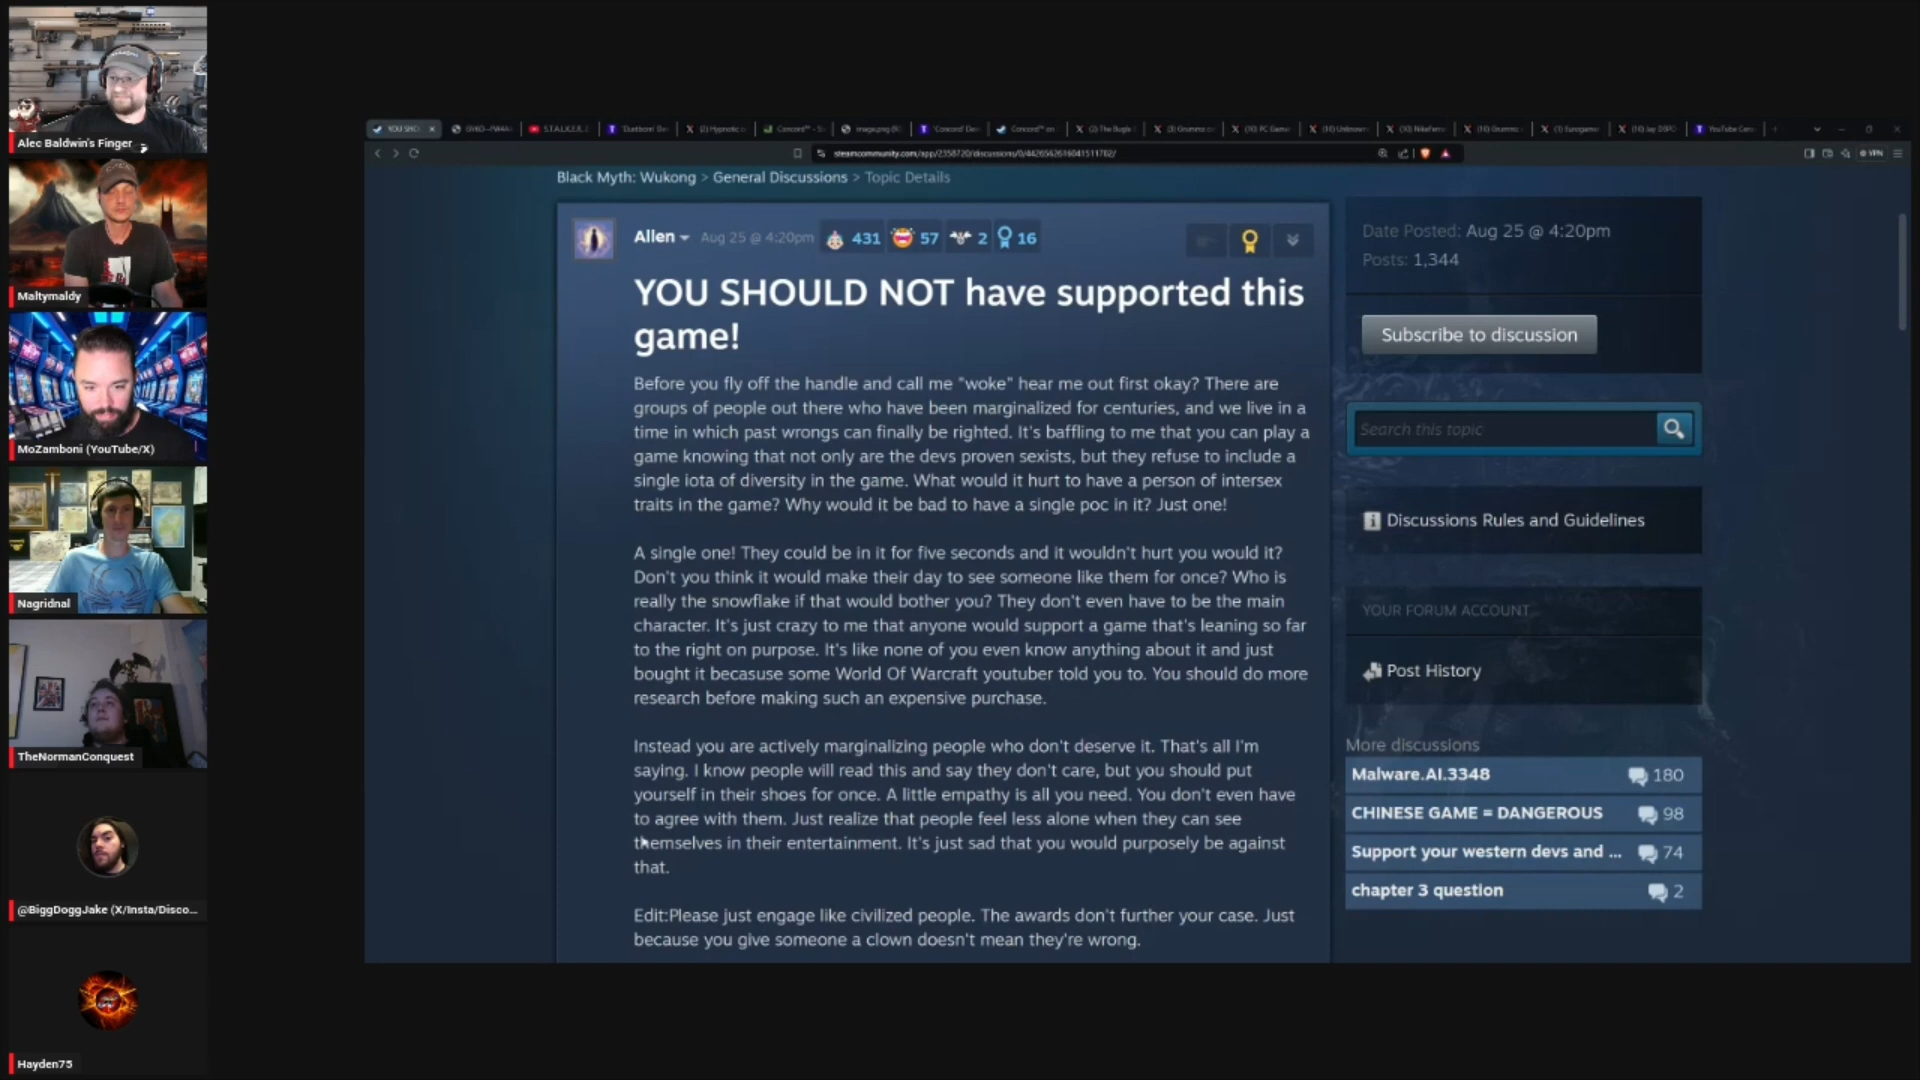 Alec Baldwin's Finger
Maltymaldy
MoZamboni (YouTube/X)
Nagridnal
TheNormanConquest
@BiggDoggJake (X/Insta/Disco...
Hayden75
steamcommunity.com/app/2358720/discussions/0/4426562616041511702/
VPN
Black Myth: Wukong > General Discussions > Topic Details
Allen Aug 25 @ 4:20pm 431 57 2 16
YOU SHOULD NOT have supported this
game!
Before you fly off the handle and call me "woke" hear me out first okay? There are
groups of people out there who have been marginalized for centuries, and we live in a
time in which past wrongs can finally be righted. It's baffling to me that you can play a
game knowing that not only are the devs proven sexists, but they refuse to include a
single iota of diversity in the game. What would it hurt to have a person of intersex
traits in the game? Why would it be bad to have a single poc in it? Just one!
A single one! They could be in it for five seconds and it wouldn't hurt you would it?
Don't you think it would make their day to see someone like them for once? Who is
really the snowflake if that would bother you? They don't even have to be the main
character. It's just crazy to me that anyone would support a game that's leaning so far
to the right on purpose. It's like none of you even know anything about it and just
bought it becasuse some World Of Warcraft youtuber told you to. You should do more
research before making such an expensive purchase.
Instead you are actively marginalizing people who don't deserve it. That's all I'm
saying. I know people will read this and say they don't care, but you should put
yourself in their shoes for once. A little empathy is all you need. You don't even have
to agree with them. Just realize that people feel less alone when they can see
themselves in their entertainment. It's just sad that you would purposely be against
that.
Edit:Please just engage like civilized people. The awards don't further your case. Just
because you give someone a clown doesn't mean they're wrong.
Date Posted: Aug 25 @ 4:20pm
Posts: 1,344
Subscribe to discussion
Search this topic
Discussions Rules and Guidelines
YOUR FORUM ACCOUNT
Post History
More discussions
Malware.AI.3348 180
CHINESE GAME = DANGEROUS 98
Support your western devs and ... 74
chapter 3 question 2